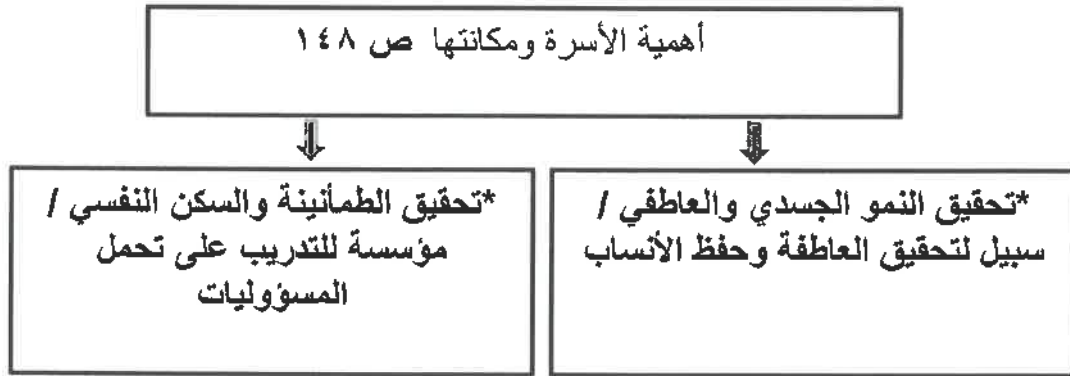 أهمية الأسرة ومكانتها ص ١٤٨
*تحقيق النمو الجسدي والعاطفي /
سبيل لتحقيق العاطفة وحفظ الأنساب
*تحقيق الطمأنينة والسكن النفسي /
مؤسسة للتدريب على تحمل
المسؤوليات